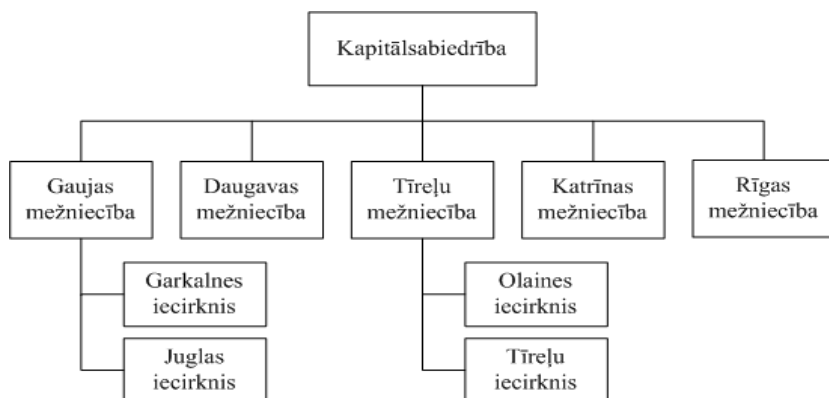 Kapitālsabiedrība
Gaujas
mežniecība
Daugavas
mežniecība
Tīreļu
mežniecība
Katrīnas
mežniecība
Rīgas
mežniecība
Garkalnes
iecirknis
Olaines
iecirknis
Juglas
iecirknis
Tīreļu
iecirknis